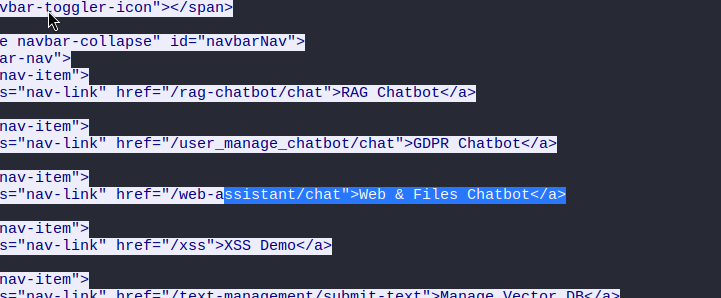 vbar-toggler-icon"></span>
e navbar-collapse" id="navbarNav">
ar-nav">
nav-item">
s="nav-link" href="/rag-chatbot/chat">RAG Chatbot</a>
nav-item">
s="nav-link" href="/user_manage_chatbot/chat">GDPR Chatbot</a>
nav-item">
s="nav-link" href="/web-assistant/chat">Web & Files Chatbot</a>
nav-item">
s="nav-link" href="/xss">XSS Demo</a>
nav-item">
s="nav-link" href="/text-management/submit-text">Manage Vector DB</a>